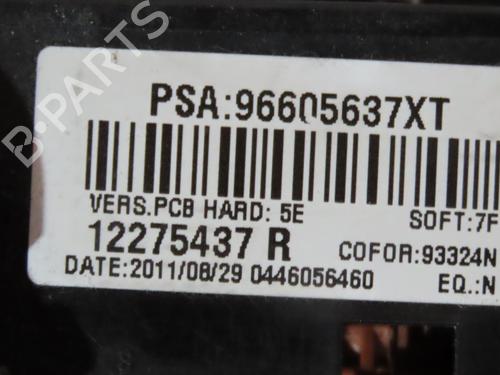 B-PARTS
PSA:96605637XT
VERS.PCB HARD: 5E SOFT:7F
12275437 R COFOR:93324N
DATE:2011/08/29 0446056460 EQ.:N